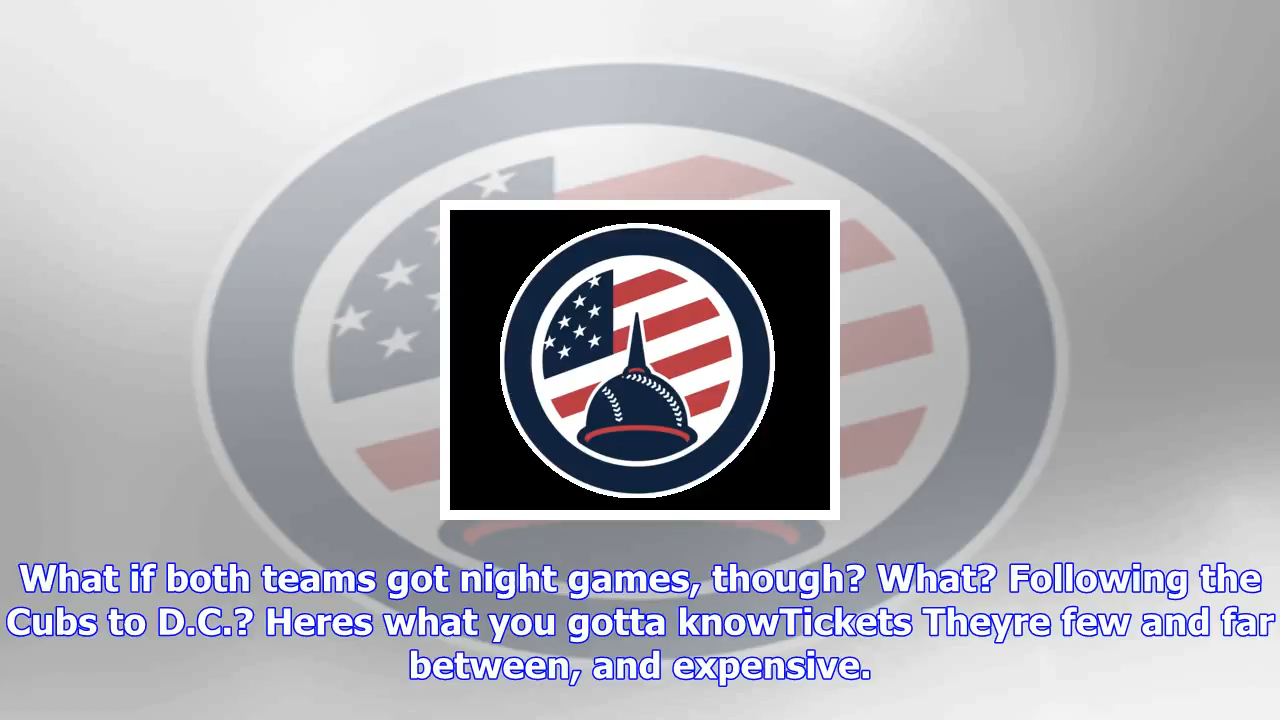 What if both teams got night games, though? What? Following the
Cubs to D.C.? Heres what you gotta knowTickets Theyre few and far
between, and expensive.